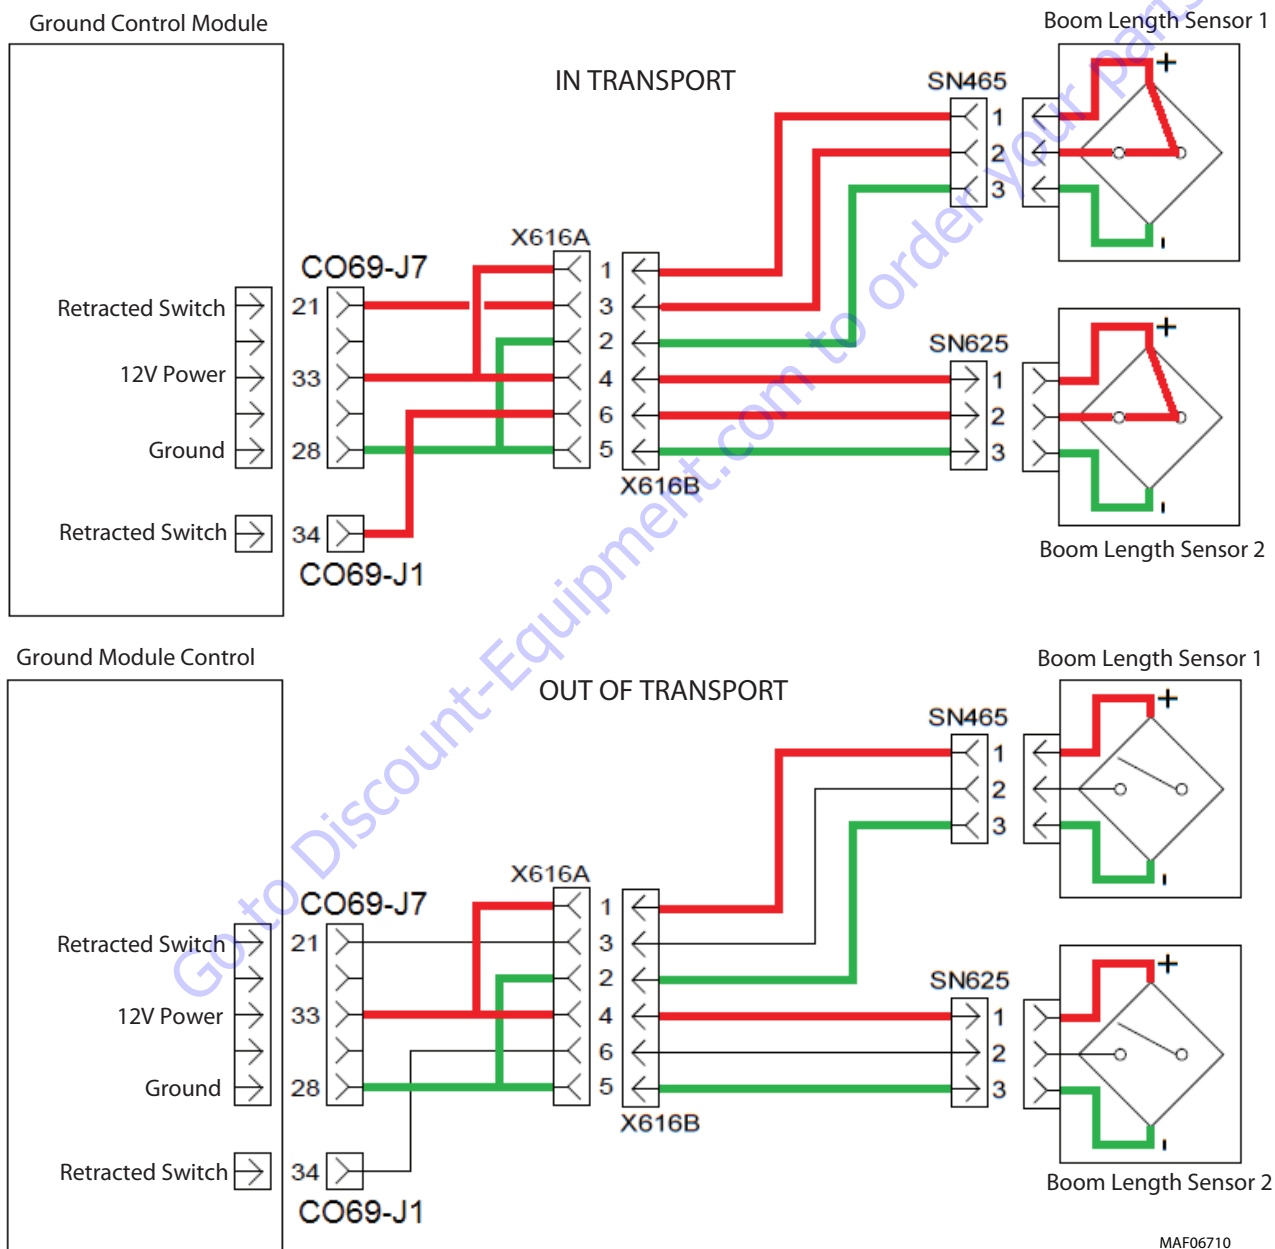 Ground Control Module
Boom Length Sensor 1
IN TRANSPORT
SN465
+
1
2
3
-
X616A
CO69-J7
1
Retracted Switch
21
3
2
SN625
+
12V Power
33
4
1
6
2
Ground
28
5
3
X616B
-
Retracted Switch
34
CO69-J1
Boom Length Sensor 2
Ground Module Control
Boom Length Sensor 1
OUT OF TRANSPORT
SN465
+
1
2
3
-
X616A
CO69-J7
1
Retracted Switch
21
3
2
SN625
+
12V Power
33
4
1
6
2
Ground
28
5
3
X616B
-
Retracted Switch
34
CO69-J1
Boom Length Sensor 2
MAF06710
Go to Discount-Equipment.com to order your parts